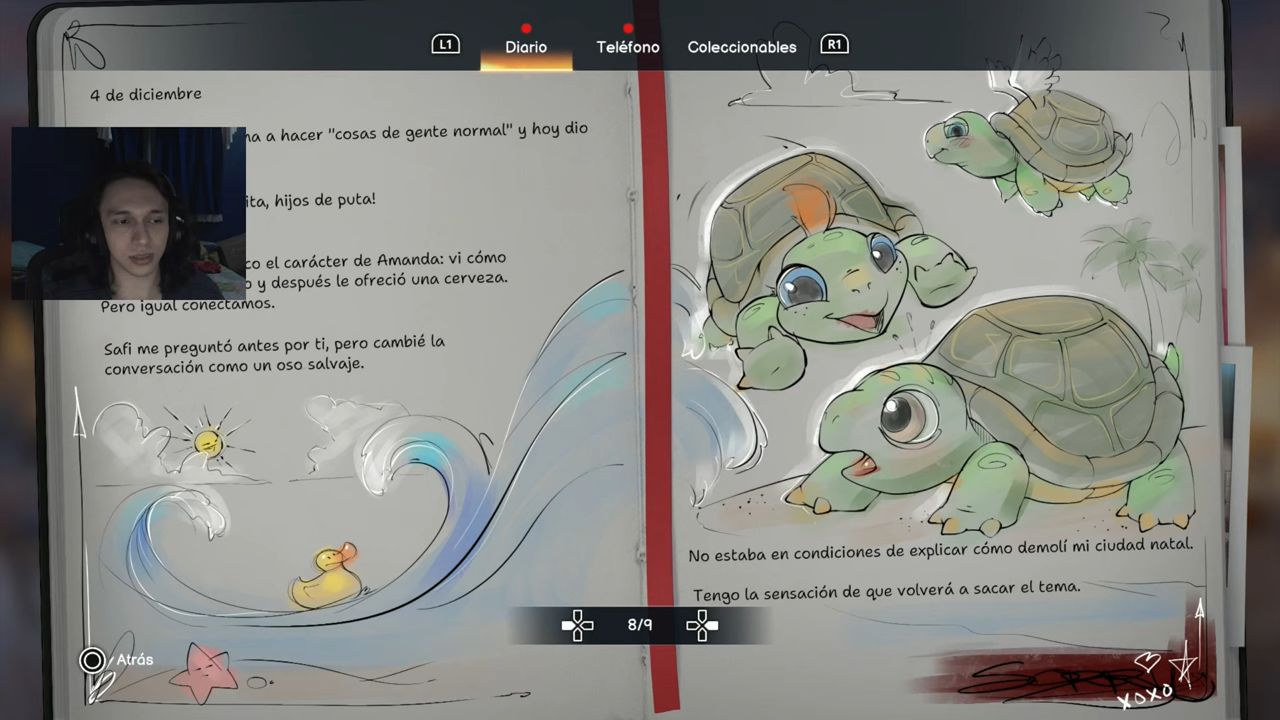 L1 Diario Teléfono Coleccionables R1
4 de diciembre
a hacer "cosas de gente normal" y hoy dio
hijos de puta!
el carácter de Amanda: vi cómo
y después le ofreció una cerveza.
Pero igual conectamos.
Safi me preguntó antes por ti, pero cambié la
conversación como un oso salvaje.
No estaba en condiciones de explicar cómo demolí mi ciudad natal.
Tengo la sensación de que volverá a sacar el tema.
8/9
Atrás
XOXO